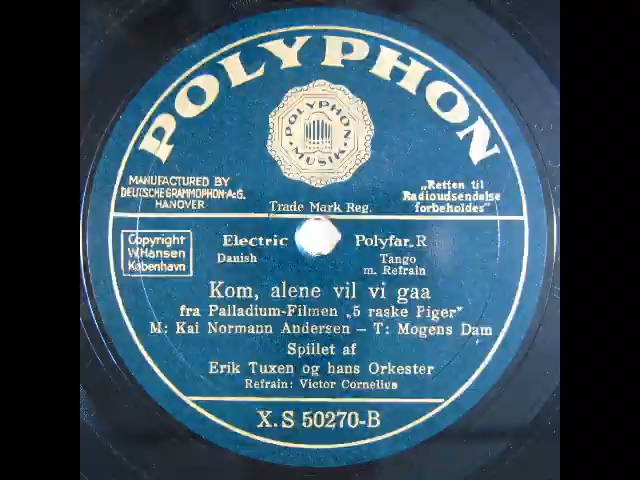 POLYPHON
POLYPHON
MUSIK
MANUFACTURED BY
DEUTSCHE GRAMMOPHON-A-G.
HANOVER
Trade Mark Reg.
„Retten til
Radioudsendelse
forbeholdes"
Copyright
W.Hansen
København
Electric
Danish
Polyfar. R
Tango
m. Refrain
Kom, alene vil vi gaa
fra Palladium-Filmen „5 raske Piger"
M: Kai Normann Andersen – T: Mogens Dam
Spillet af
Erik Tuxen og hans Orkester
Refrain: Victor Cornelius
X. S 50270-B